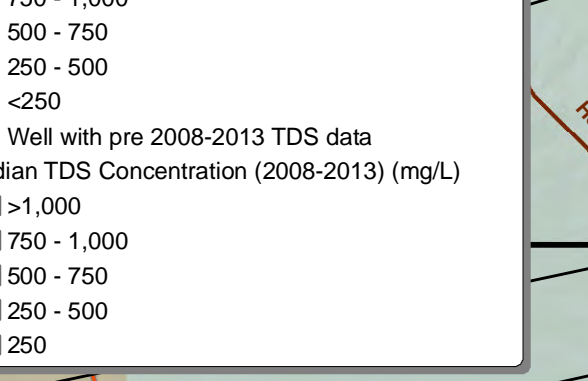 750 - 1,000
500 - 750
250 - 500
<250
Well with pre 2008-2013 TDS data
dian TDS Concentration (2008-2013) (mg/L)
>1,000
750 - 1,000
500 - 750
250 - 500
250